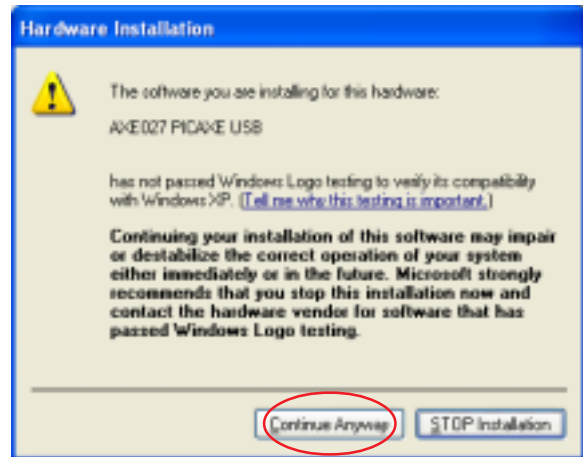 Hardware Installation
The software you are installing for this hardware:
AXE027 PICAXE USB
has not passed Windows Logo testing to verify its compatibility
with Windows XP. (Tell me why this testing is important.)
Continuing your installation of this software may impair
or destabilize the correct operation of your system
either immediately or in the future. Microsoft strongly
recommends that you stop this installation now and
contact the hardware vendor for software that has
passed Windows Logo testing.
Continue Anyway STOP Installation